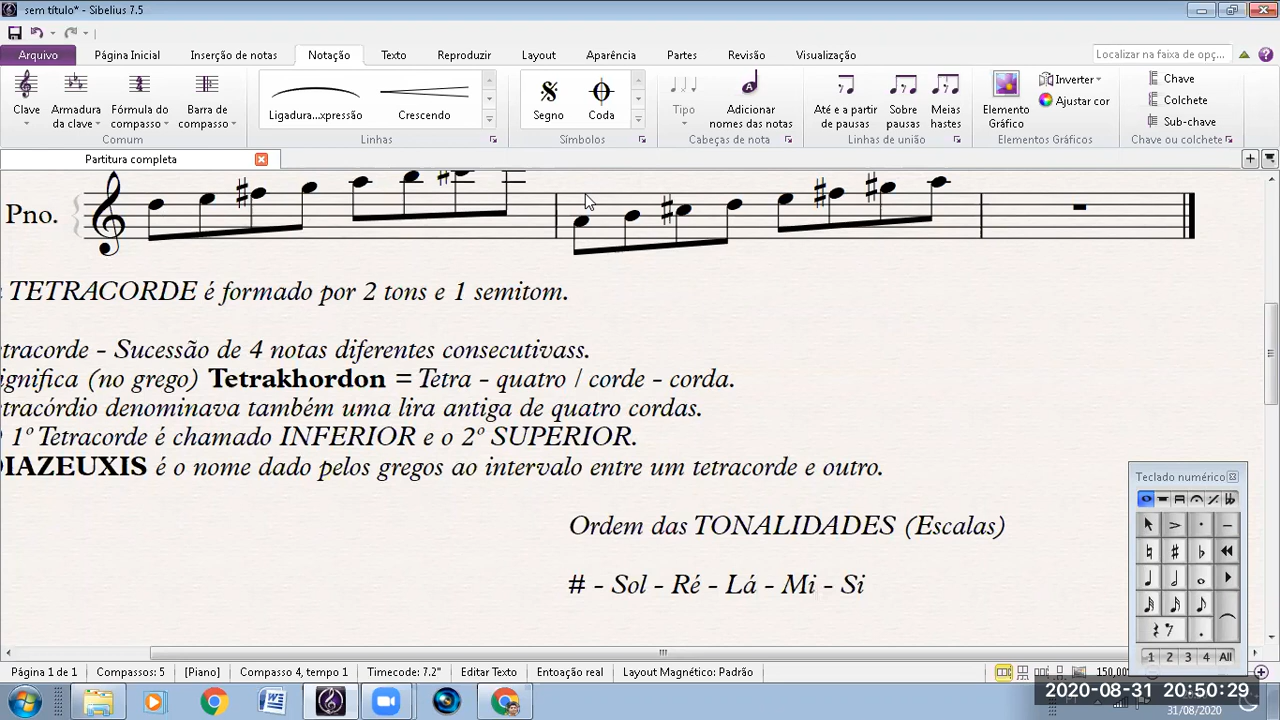 sem título* - Sibelius 7.5
Arquivo Página Inicial Inserção de notas Notação Texto Reproduzir Layout Aparência Partes Revisão Visualização Localizar na faixa de opç...
Clave Armadura da clave Fórmula do compasso Barra de compasso
Ligadura...xpressão Crescendo
Segno Coda
Tipo Adicionar nomes das notas
Até e a partir de pausas Sobre pausas Meias hastes
Elemento Gráfico Inverter Ajustar cor
Chave
Colchete
Sub-chave
Comum Linhas Símbolos Cabeças de nota Linhas de união Elementos Gráficos Chave ou colchete
Partitura completa
Pno.
TETRACORDE é formado por 2 tons e 1 semitom.
tracorde - Sucessão de 4 notas diferentes consecutivass.
ignifica (no grego) Tetrakhordon = Tetra - quatro / corde - corda.
tracórdio denominava também uma lira antiga de quatro cordas.
1º Tetracorde é chamado INFERIOR e o 2º SUPERIOR.
DIAZEUXIS é o nome dado pelos gregos ao intervalo entre um tetracorde e outro.
Teclado numérico
Ordem das TONALIDADES (Escalas)
# - Sol - Ré - Lá - Mi - Si
1 2 3 4 All
Página 1 de 1 Compassos: 5 [Piano] Compasso 4, tempo 1 Timecode: 7.2" Editar Texto Entoação real Layout Magnético: Padrão 150,00
2020-08-31 20:50:29
31/08/2020